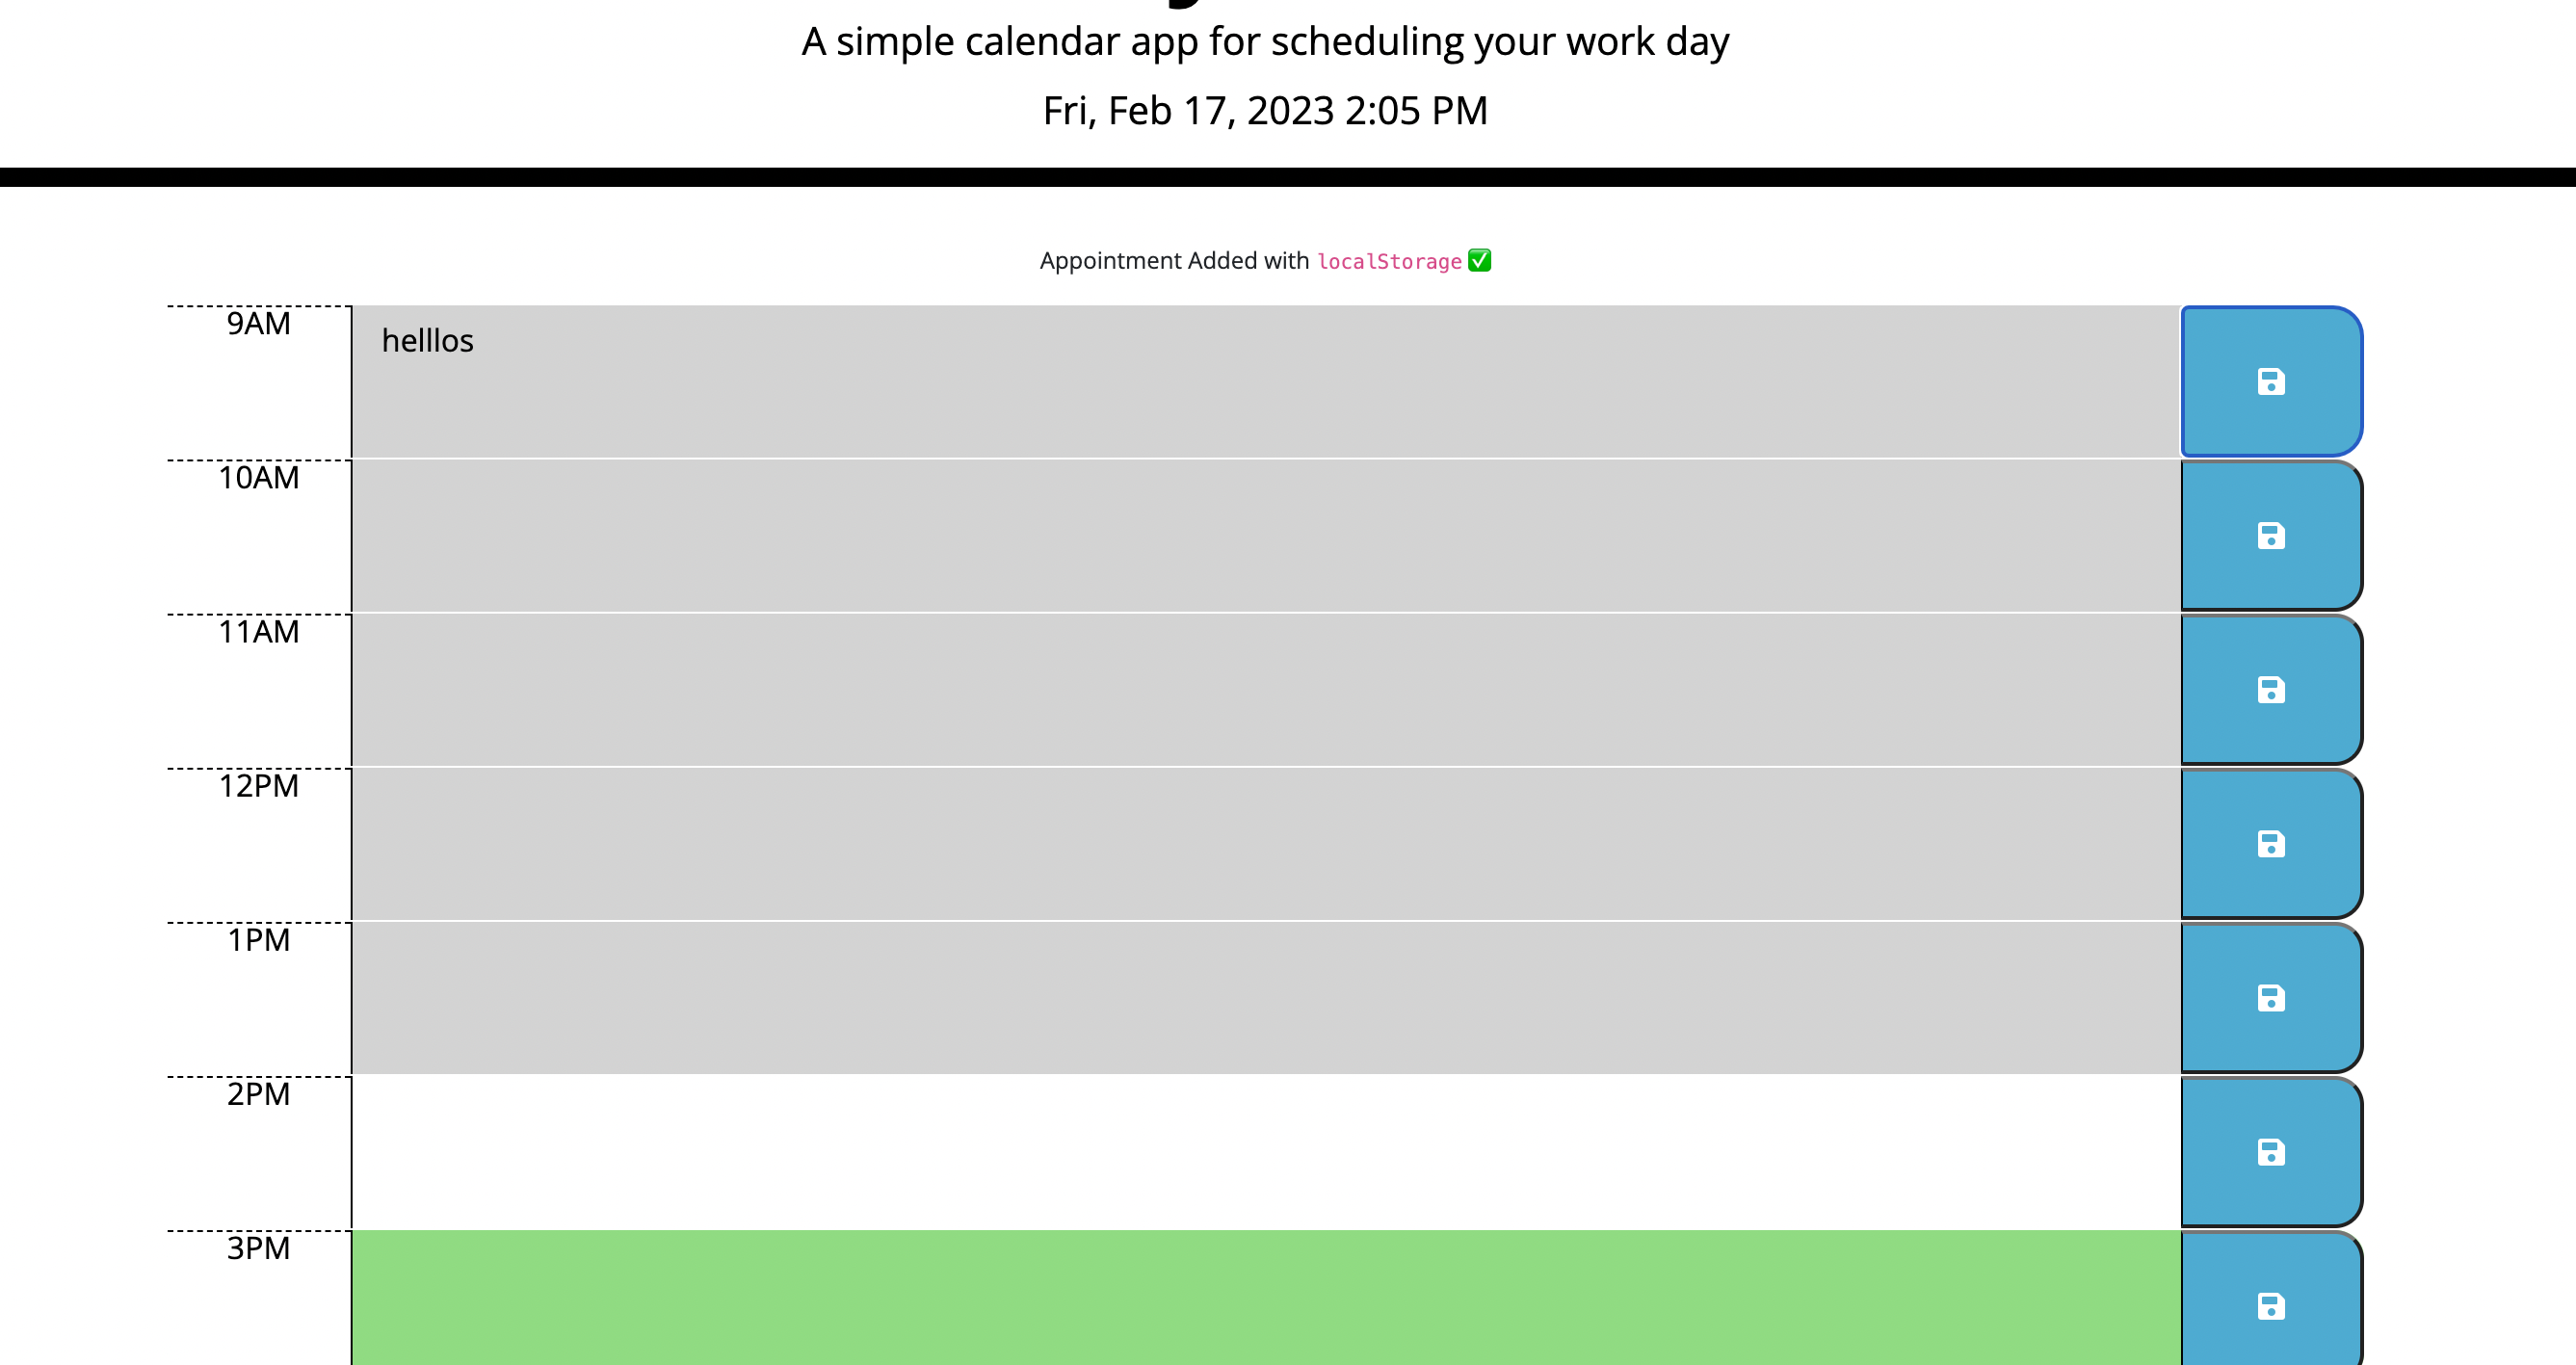 A simple calendar app for scheduling your work day
Fri, Feb 17, 2023 2:05 PM
Appointment Added with localStorage ✅
9AM
helllos
10AM
11AM
12PM
1PM
2PM
3PM